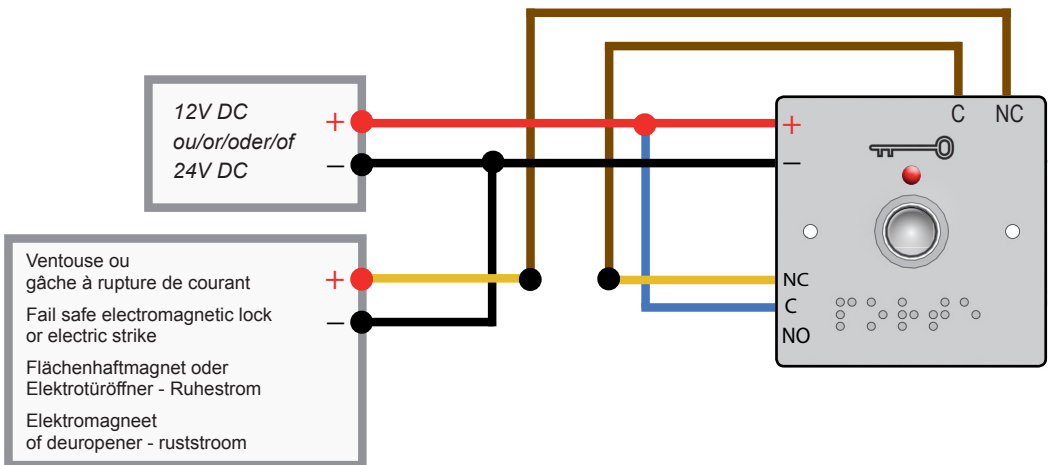 12V DC
ou/or/oder/of
24V DC
+
–
Ventouse ou
gâche à rupture de courant
Fail safe electromagnetic lock
or electric strike
Flächenhaftmagnet oder
Elektrotüröffner - Ruhestrom
Elektromagneet
of deuropener - ruststroom
+
–
C NC
+
–
NC
C
NO